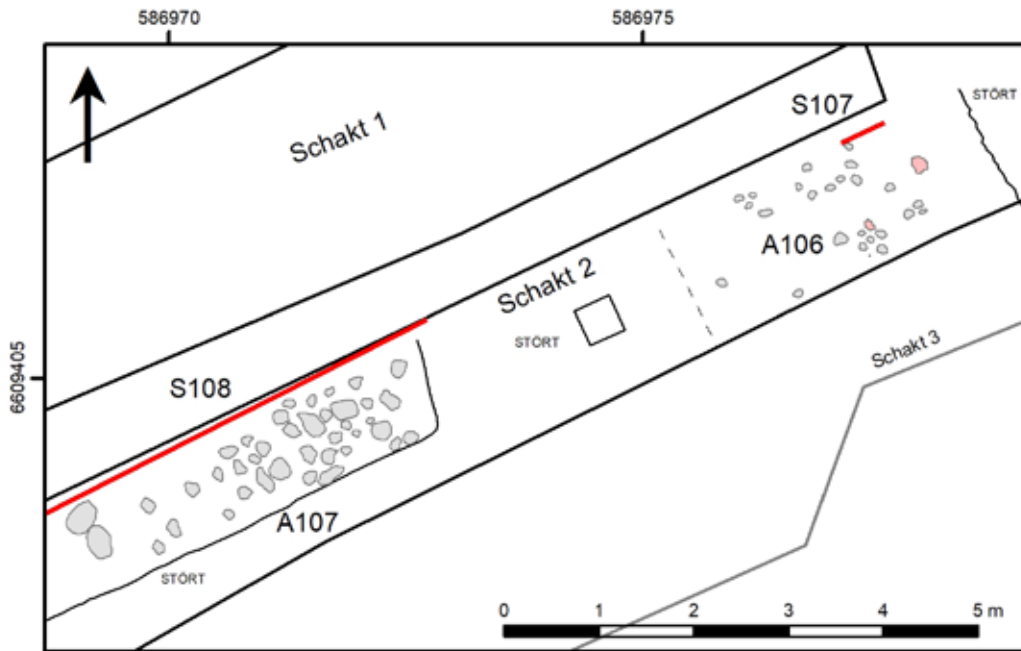 586970
586975
STÖRT
S107
Schakt 1
A106
Schakt 2
STÖRT
Schakt 3
6609405
S108
A107
STÖRT
0 1 2 3 4 5 m